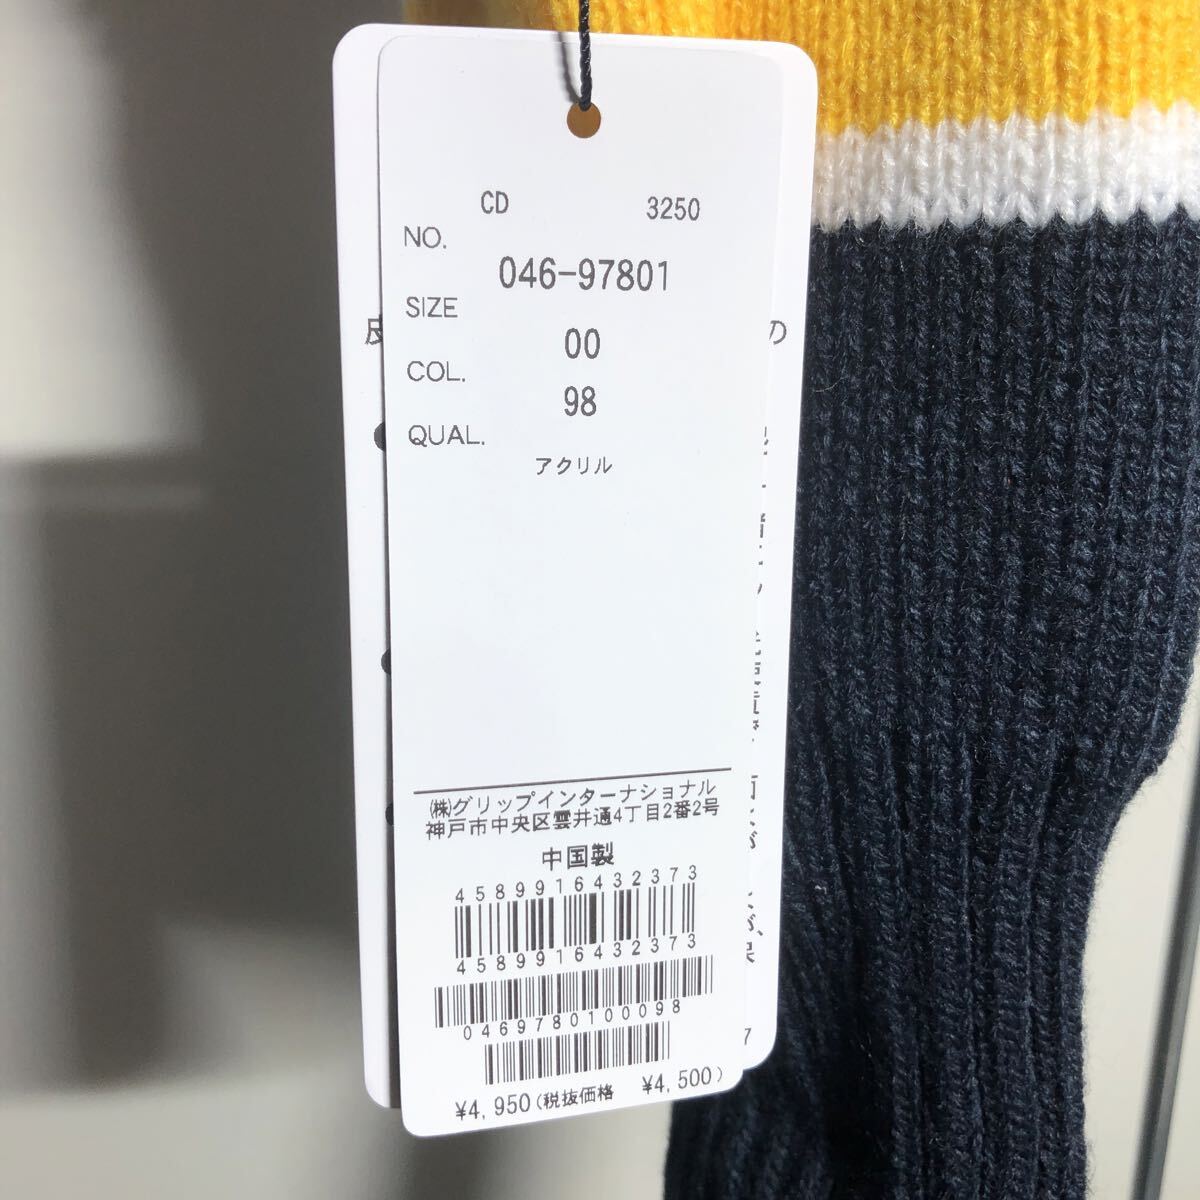 CD 3250
NO.
046-97801
SIZE
00
COL.
98
QUAL.
アクリル
㈱グリップインターナショナル
神戸市中央区雲井通4丁目2番2号
中国製
4589916432373
4589916432373
0469780100098
¥4,950(税抜価格 ¥4,500)
皮
の
7